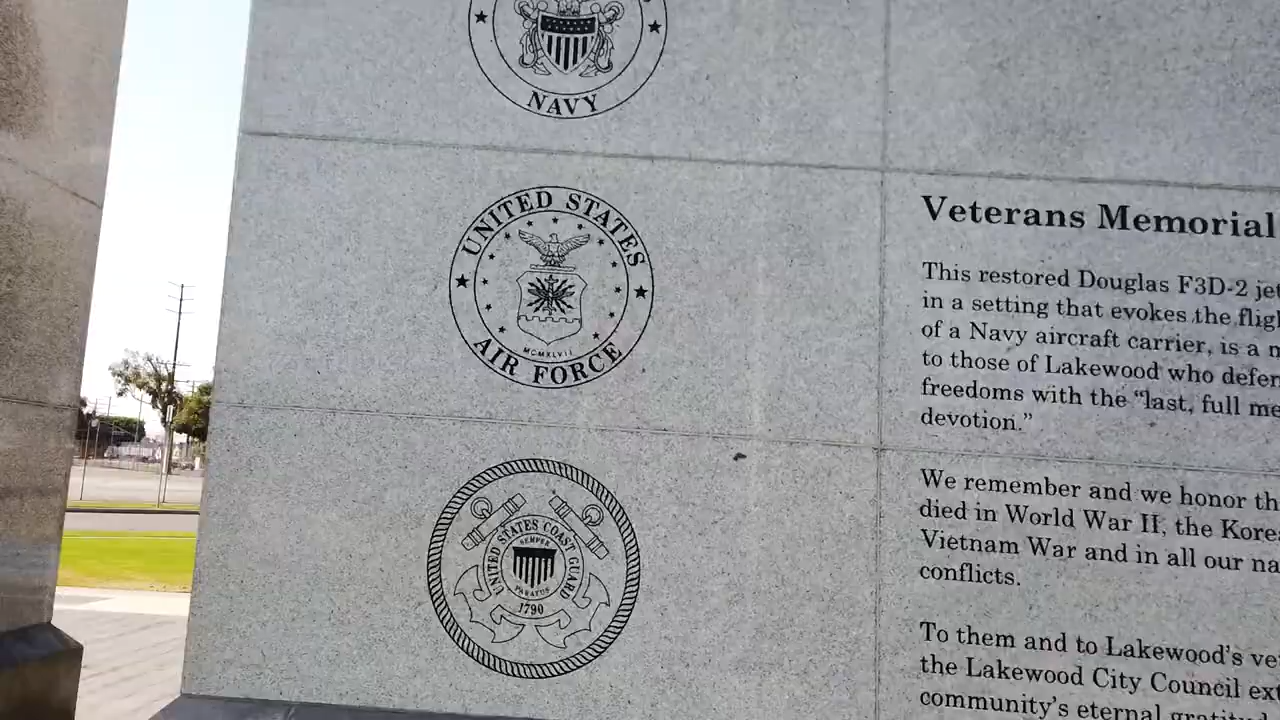 NAVY
UNITED STATES
MCMXLVII
AIR FORCE
UNITED STATES COAST GUARD
SEMPER
PARATUS
1790
Veterans Memorial
This restored Douglas F3D-2 jet
in a setting that evokes the
of a Navy aircraft carrier, is a
to those of Lakewood who
freedoms with the “last, full
devotion.”
We remember and we honor
died in World War II, the
Vietnam War and in all our
conflicts.
To them and to Lakewood's
the Lakewood City Council
community's eternal